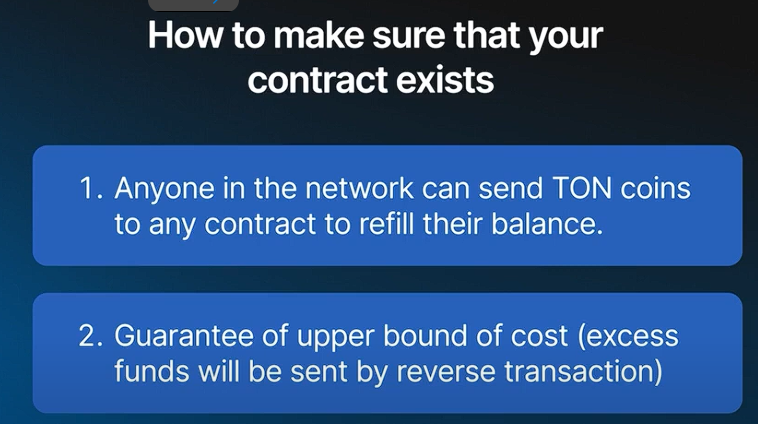 How to make sure that your
contract exists
1. Anyone in the network can send TON coins
to any contract to refill their balance.
2. Guarantee of upper bound of cost (excess
funds will be sent by reverse transaction)